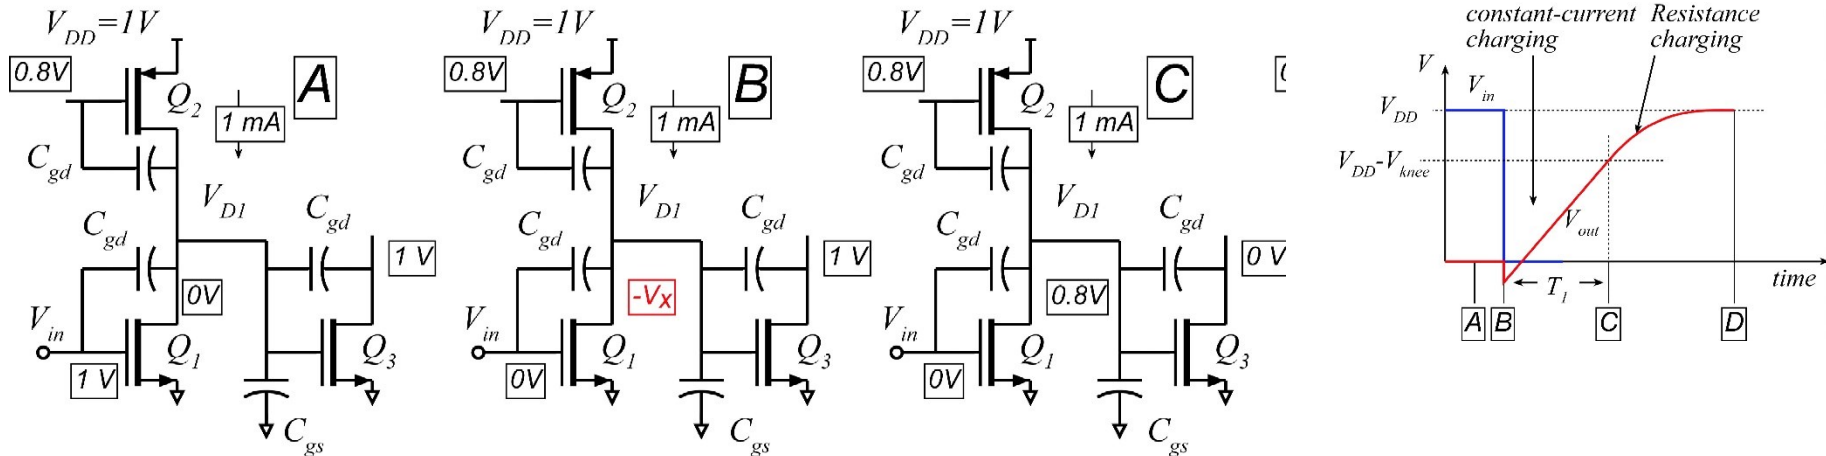 V_DD=1V
0.8V
A
Q_2
1 mA
C_gd
V_D1
C_gd
C_gd
1 V
0V
V_in
Q_1
Q_3
1 V
C_gs
V_DD=1V
0.8V
B
Q_2
1 mA
C_gd
V_D1
C_gd
C_gd
1 V
-Vx
V_in
Q_1
Q_3
0V
C_gs
V_DD=1V
0.8V
C
Q_2
1 mA
C_gd
V_D1
C_gd
C_gd
0 V
0.8V
V_in
Q_1
Q_3
0V
C_gs
constant-current
charging
Resistance
charging
V
V_in
V_DD
V_DD-V_knee
V_out
time
T_1
A
B
C
D